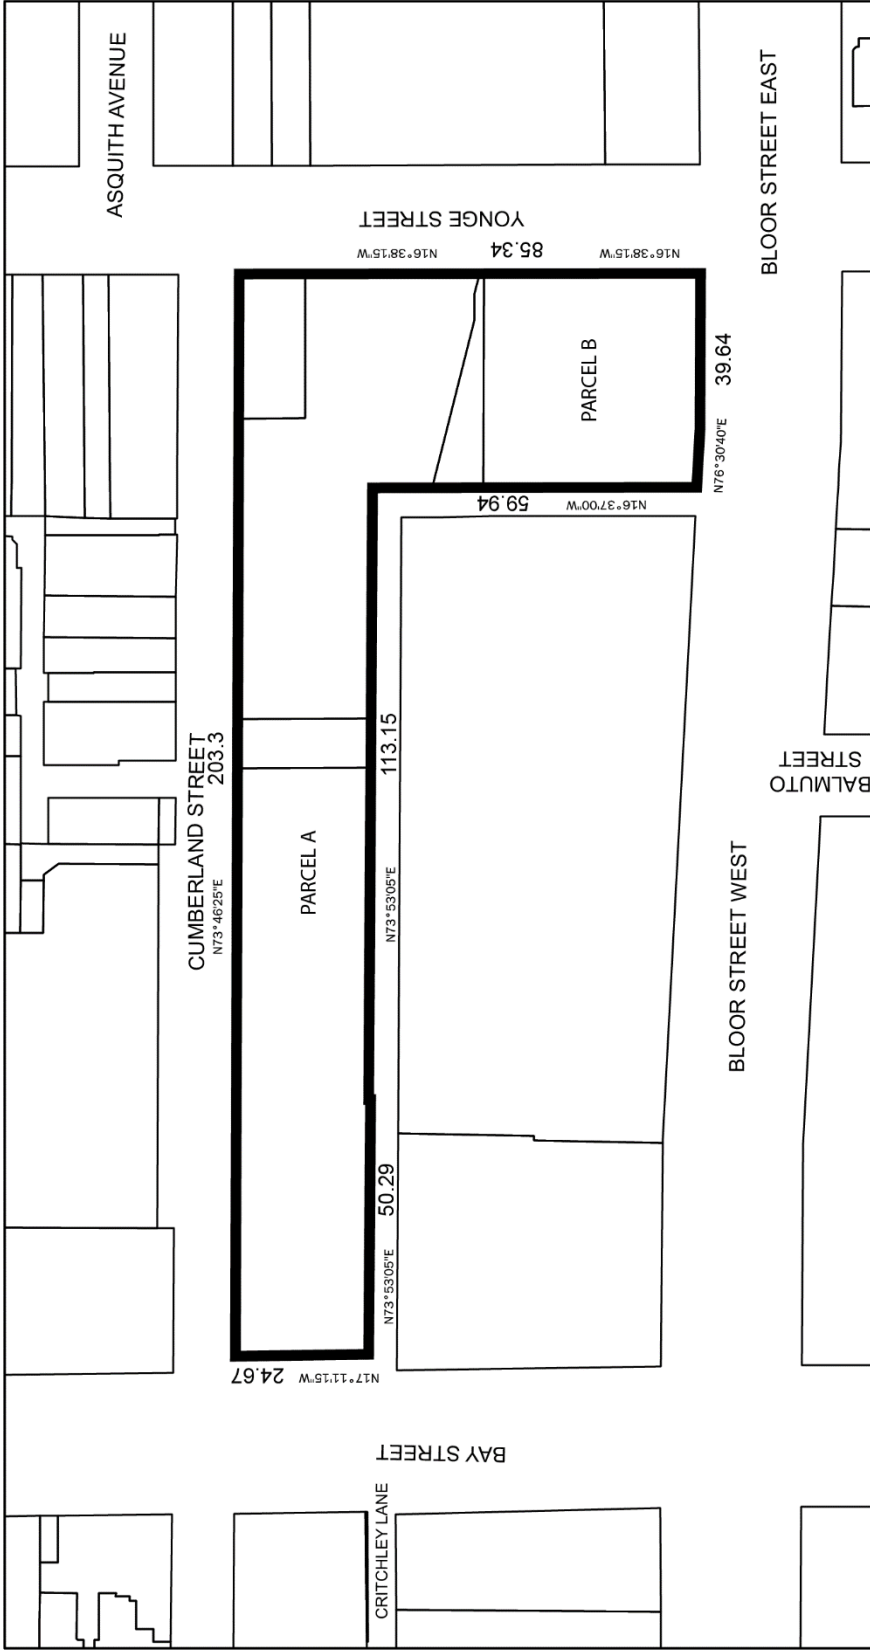 ASQUITH AVENUE
YONGE STREET
N16°38'15"W
85.34
N16°38'15"W
BLOOR STREET EAST
PARCEL B
39.64
N76°30'40"E
59.94
N16°37'00"W
CUMBERLAND STREET
203.3
N73°46'25"E
113.15
N73°53'05"E
PARCEL A
BALMUTO
STREET
BLOOR STREET WEST
50.29
N73°53'05"E
24.67
N17°11'15"W
BAY STREET
CRITCHLEY LANE